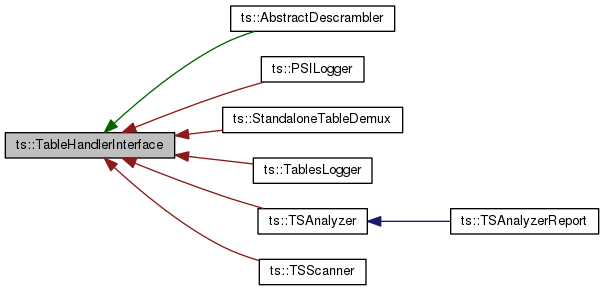 ts::AbstractDescrambler
ts::PSILogger
ts::StandaloneTableDemux
ts::TableHandlerInterface
ts::TablesLogger
ts::TSAnalyzer
ts::TSAnalyzerReport
ts::TSScanner